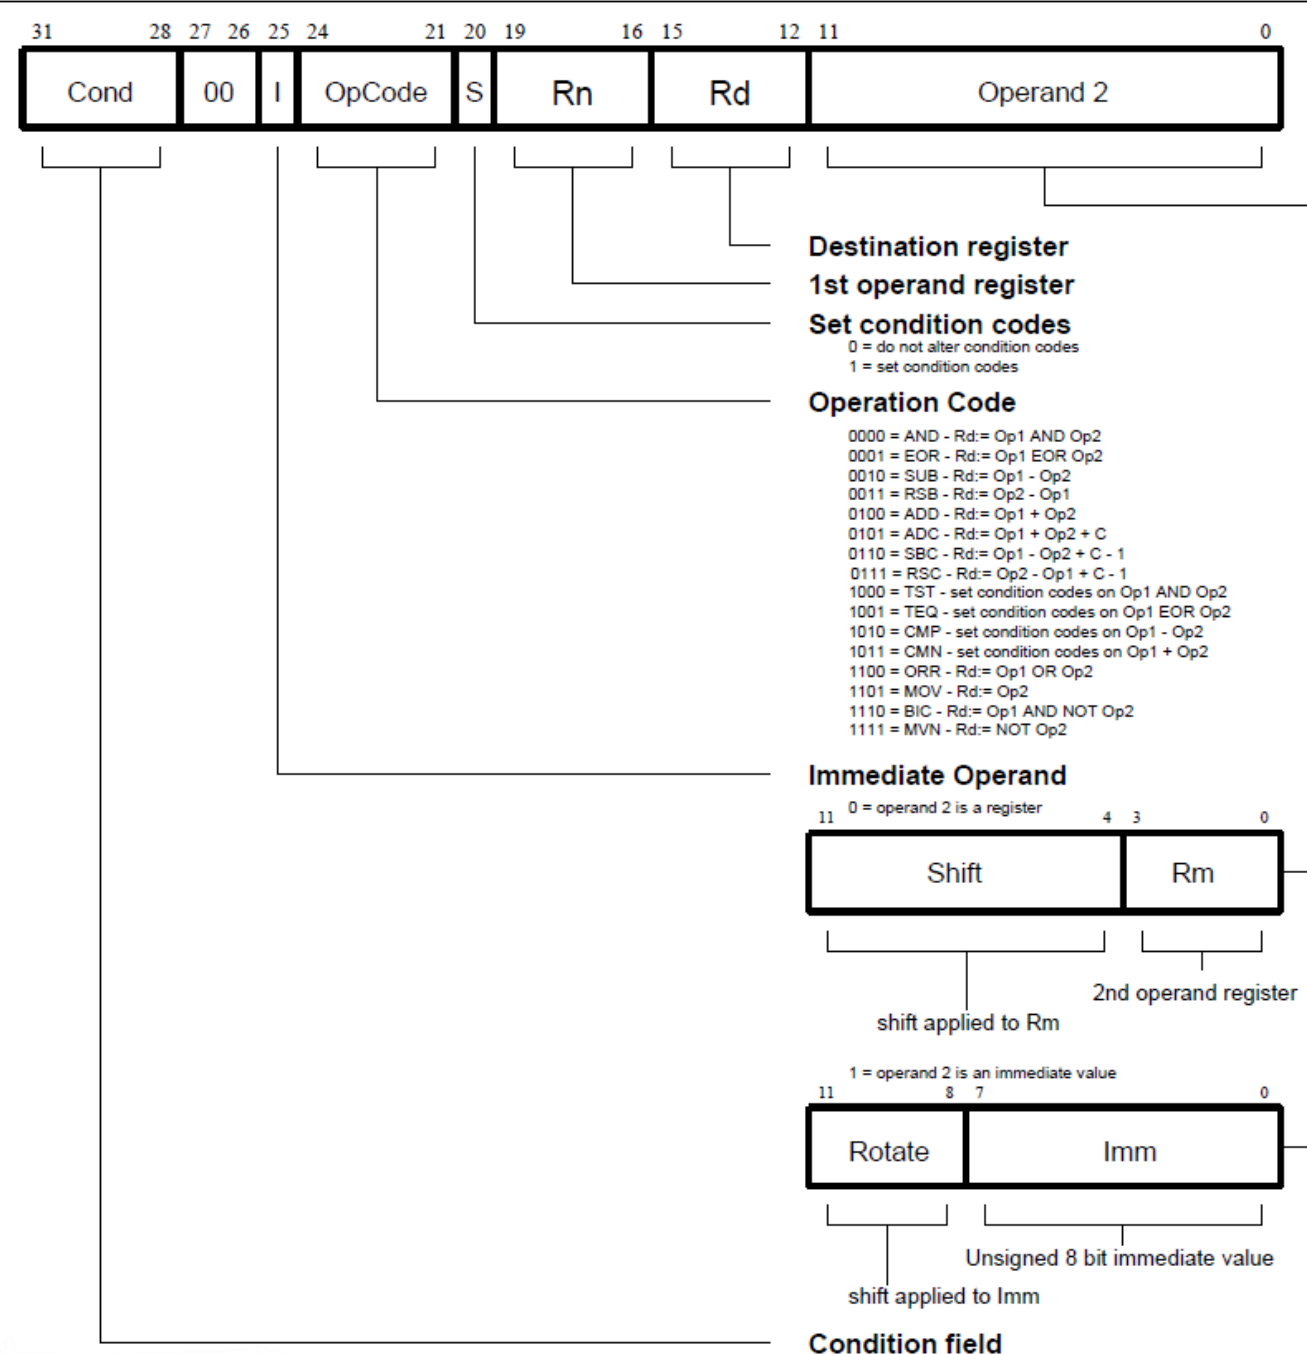 31 28 27 26 25 24 21 20 19 16 15 12 11 0
Cond 00 I OpCode S Rn Rd Operand 2
Destination register
1st operand register
Set condition codes
0 = do not alter condition codes
1 = set condition codes
Operation Code
0000 = AND - Rd:= Op1 AND Op2
0001 = EOR - Rd:= Op1 EOR Op2
0010 = SUB - Rd:= Op1 - Op2
0011 = RSB - Rd:= Op2 - Op1
0100 = ADD - Rd:= Op1 + Op2
0101 = ADC - Rd:= Op1 + Op2 + C
0110 = SBC - Rd:= Op1 - Op2 + C - 1
0111 = RSC - Rd:= Op2 - Op1 + C - 1
1000 = TST - set condition codes on Op1 AND Op2
1001 = TEQ - set condition codes on Op1 EOR Op2
1010 = CMP - set condition codes on Op1 - Op2
1011 = CMN - set condition codes on Op1 + Op2
1100 = ORR - Rd:= Op1 OR Op2
1101 = MOV - Rd:= Op2
1110 = BIC - Rd:= Op1 AND NOT Op2
1111 = MVN - Rd:= NOT Op2
Immediate Operand
0 = operand 2 is a register
11 4 3 0
Shift Rm
2nd operand register
shift applied to Rm
1 = operand 2 is an immediate value
11 8 7 0
Rotate Imm
Unsigned 8 bit immediate value
shift applied to Imm
Condition field